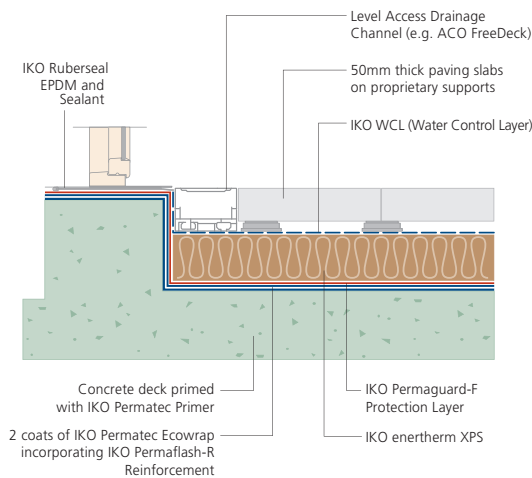 Level Access Drainage
Channel (e.g. ACO FreeDeck)
IKO Ruberseal
EPDM and
Sealant
50mm thick paving slabs
on proprietary supports
IKO WCL (Water Control Layer)
Concrete deck primed
with IKO Permatec Primer
2 coats of IKO Permatec Ecowrap
incorporating IKO Permaflash-R
Reinforcement
IKO Permaguard-F
Protection Layer
IKO enertherm XPS